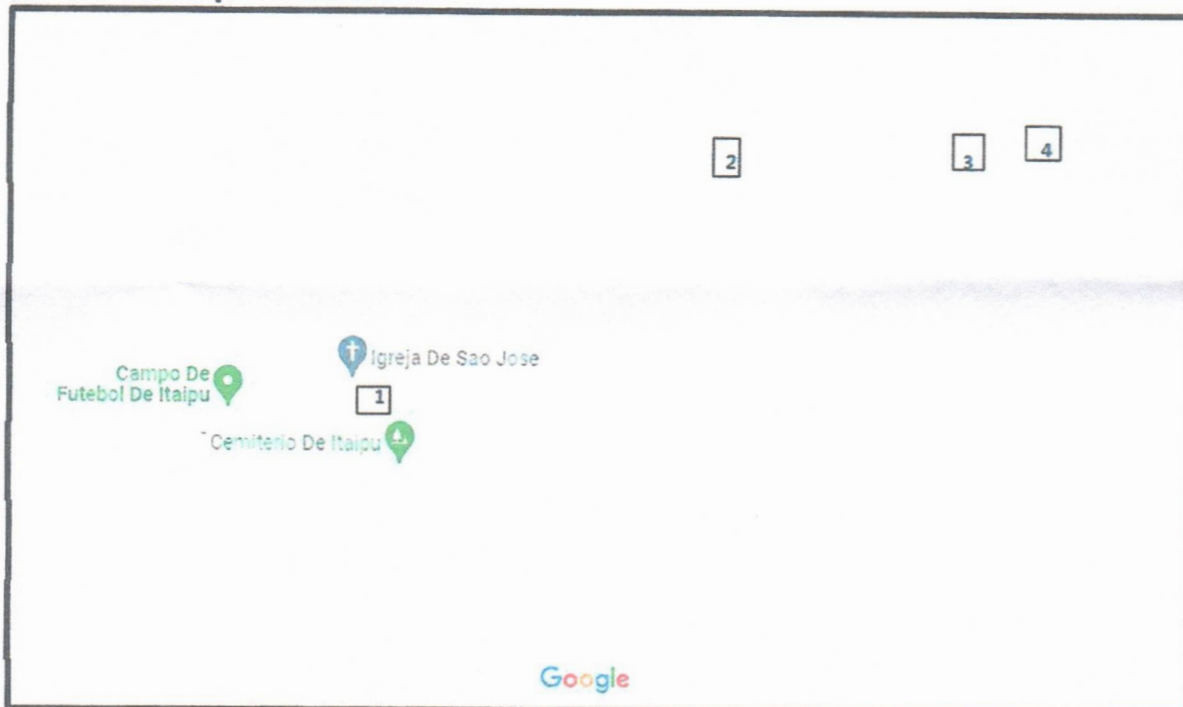 2
3
4
Igreja De Sao Jose
Campo De
Futebol De Itaipu
1
Cemiterio De Itaipu
Google